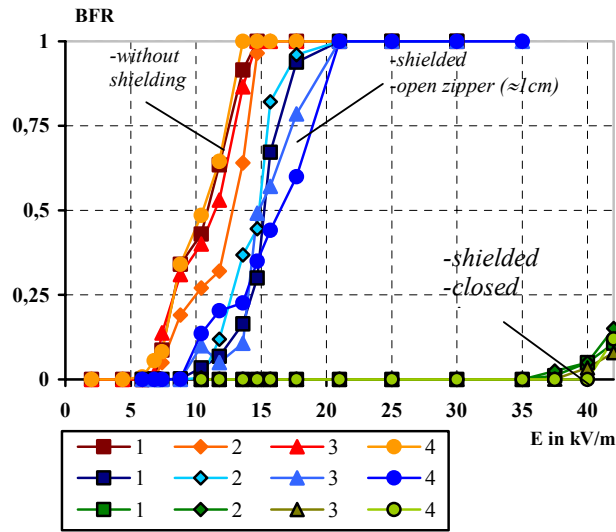 BFR
1
0.75
0.5
0.25
0
-without
shielding
-shielded
-open zipper (≈1cm)
-shielded
-closed
0 5 10 15 20 25 30 35 40
E in kV/m
1 2 3 4
1 2 3 4
1 2 3 4